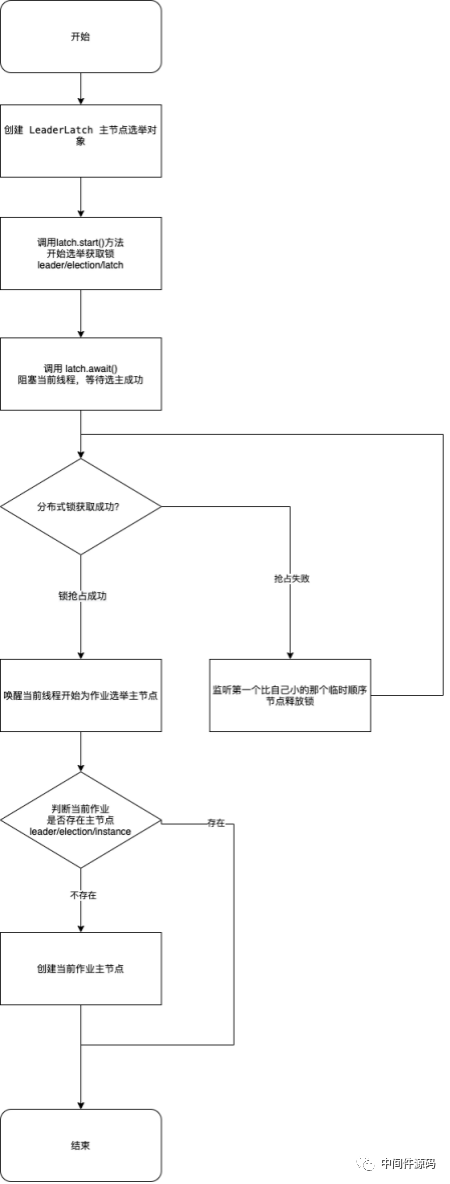 开始
创建 LeaderLatch 主节点选举对
象
调用latch.start()方法
开始选举获取锁
leader/election/latch
调用 latch.await()
阻塞当前线程，等待选主成功
分布式锁获取成功?
抢占失败
锁抢占成功
唤醒当前线程开始为作业选举主节点
监听第一个比自己小的那个临时顺序
节点释放锁
判断当前作业
是否存在主节点
leader/election/instance
存在
不存在
创建当前作业主节点
结束
中间件源码